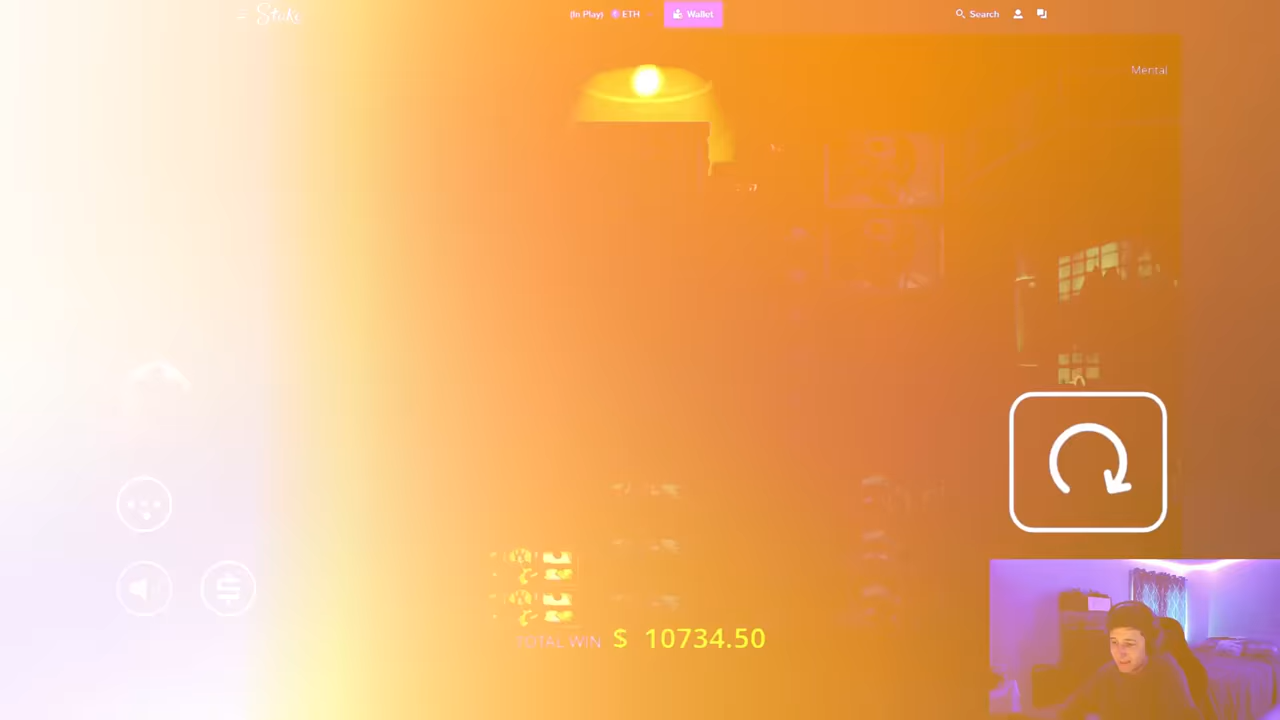 Stake
(In Play) ETH
Wallet
Search
Mental
TOTAL WIN $ 10734.50